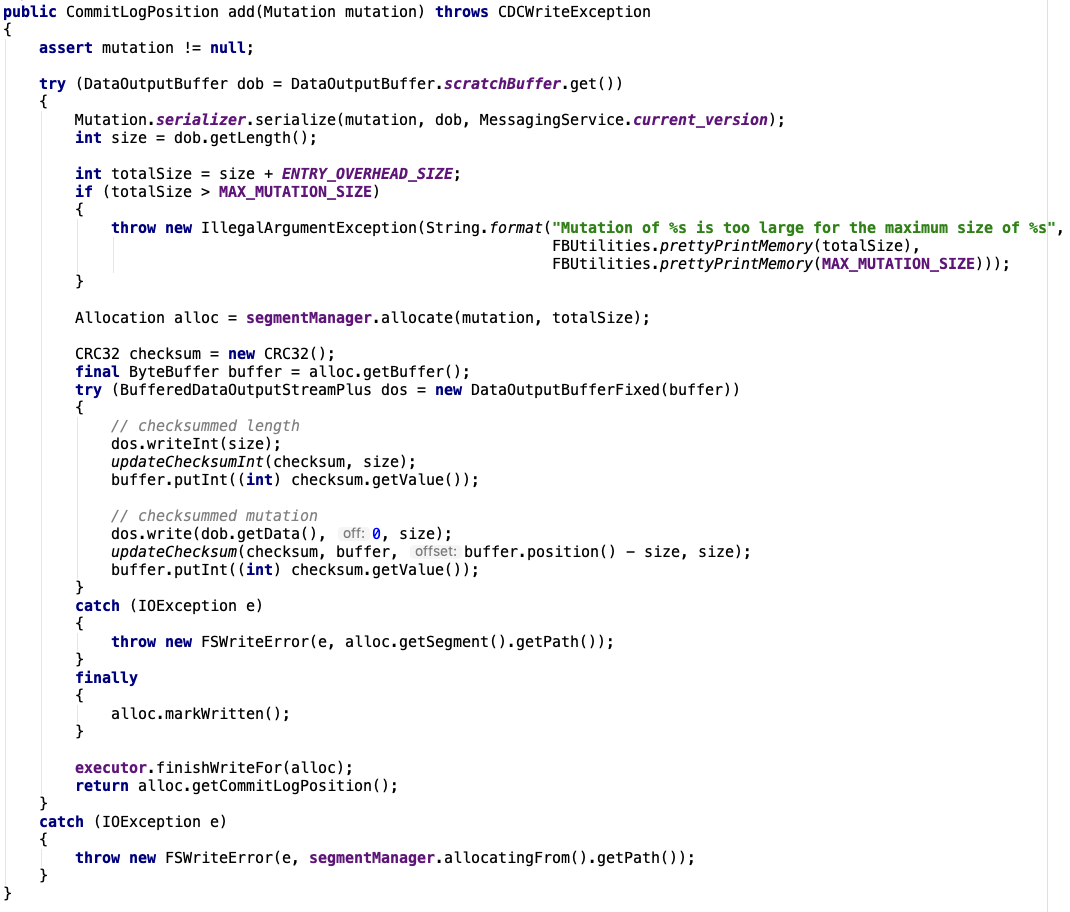 public CommitLogPosition add(Mutation mutation) throws CDCWriteException
{
    assert mutation != null;

    try (DataOutputBuffer dob = DataOutputBuffer.scratchBuffer.get())
    {
        Mutation.serializer.serialize(mutation, dob, MessagingService.current_version);
        int size = dob.getLength();

        int totalSize = size + ENTRY_OVERHEAD_SIZE;
        if (totalSize > MAX_MUTATION_SIZE)
        {
            throw new IllegalArgumentException(String.format("Mutation of %s is too large for the maximum size of %s",
                                                             FBUtilities.prettyPrintMemory(totalSize),
                                                             FBUtilities.prettyPrintMemory(MAX_MUTATION_SIZE)));
        }

        Allocation alloc = segmentManager.allocate(mutation, totalSize);

        CRC32 checksum = new CRC32();
        final ByteBuffer buffer = alloc.getBuffer();
        try (BufferedDataOutputStreamPlus dos = new DataOutputBufferFixed(buffer))
        {
            // checksummed length
            dos.writeInt(size);
            updateChecksumInt(checksum, size);
            buffer.putInt((int) checksum.getValue());

            // checksummed mutation
            dos.write(dob.getData(), off: 0, size);
            updateChecksum(checksum, buffer, offset: buffer.position() - size, size);
            buffer.putInt((int) checksum.getValue());
        }
        catch (IOException e)
        {
            throw new FSWriteError(e, alloc.getSegment().getPath());
        }
        finally
        {
            alloc.markWritten();
        }

        executor.finishWriteFor(alloc);
        return alloc.getCommitLogPosition();
    }
    catch (IOException e)
    {
        throw new FSWriteError(e, segmentManager.allocatingFrom().getPath());
    }
}